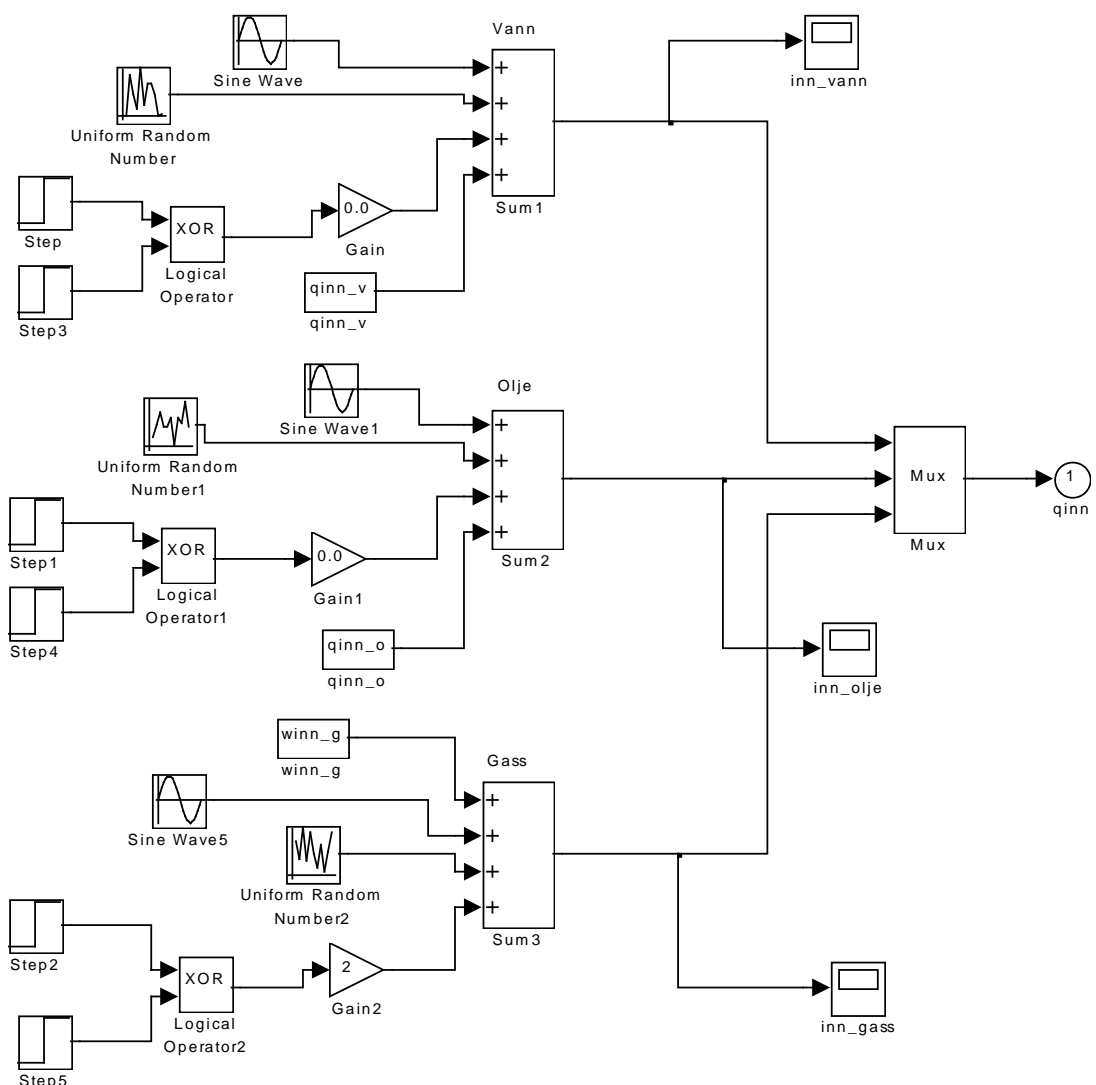 Vann
Sine Wave
inn_vann
Uniform Random
Number
+
+
+
+
Sum1
Step
XOR
Logical
Operator
0.0
Gain
Step3
qinn_v
qinn_v
Olje
Sine Wave1
Uniform Random
Number1
+
+
+
+
Sum2
Mux
Mux
1
qinn
Step1
XOR
Logical
Operator1
0.0
Gain1
Step4
qinn_o
qinn_o
inn_olje
winn_g
winn_g
Gass
Sine Wave5
Uniform Random
Number2
+
+
+
+
Sum3
Step2
XOR
Logical
Operator2
2
Gain2
inn_gass
Step5